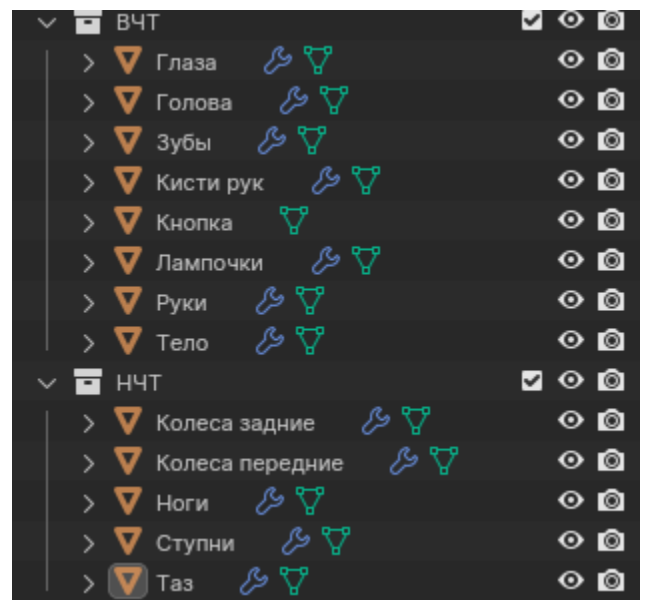 ВЧТ
Глаза
Голова
Зубы
Кисти рук
Кнопка
Лампочки
Руки
Тело
НЧТ
Колеса задние
Колеса передние
Ноги
Ступни
Таз